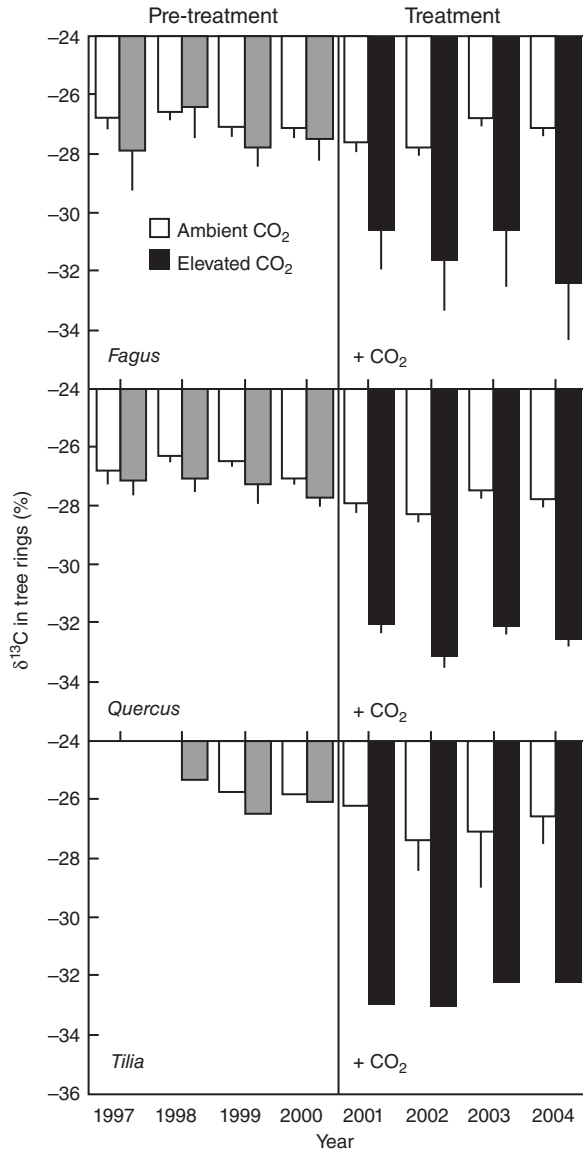 Pre-treatment Treatment
–24
–26
–28
–30
Ambient CO₂
Elevated CO₂
–32
–34
Fagus + CO₂
–24
–26
–28
–30
–32
–34
Quercus + CO₂
–24
–26
–28
–30
–32
–34
Tilia + CO₂
–36
δ¹³C in tree rings (%)
1997 1998 1999 2000 2001 2002 2003 2004
Year